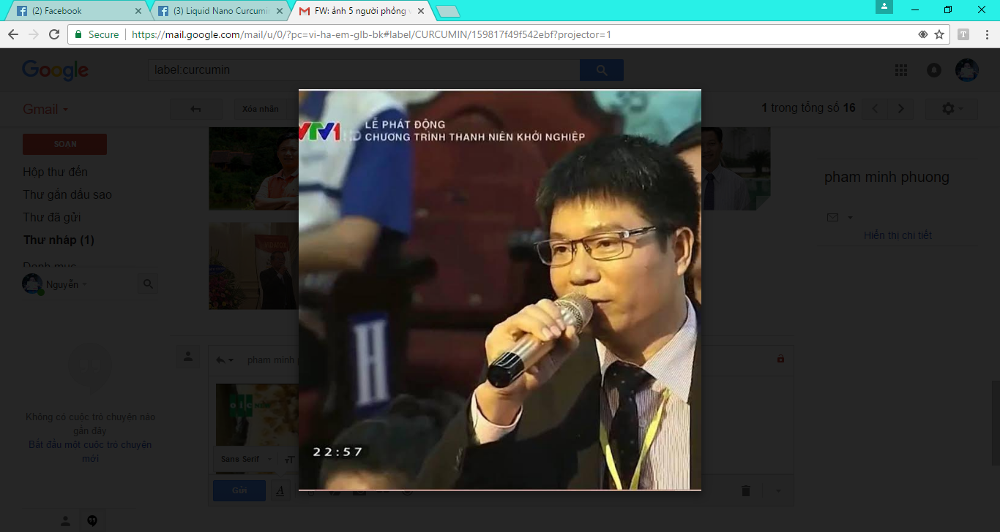 (2) Facebook
(3) Liquid Nano Curcumin
FW: ảnh 5 người phỏng v
Secure
https://mail.google.com/mail/u/0/?pc=vi-ha-em-glb-bk#label/CURCUMIN/159817f49f542ebf?projector=1
T
Google
label:curcumin
Gmail
Xóa nhãn
1 trong tổng số 16
SOẠN
Hộp thư đến
Thư gắn dấu sao
Thư đã gửi
Thư nháp (1)
Danh mục
Nguyễn
Không có cuộc trò chuyện nào
gần đây
Bắt đầu một cuộc trò chuyện
mới
VTV1 HD
LỄ PHÁT ĐỘNG
CHƯƠNG TRÌNH THANH NIÊN KHỞI NGHIỆP
H
22:57
pham minh phuong
Hiển thị chi tiết
pham minh p
oic
Sans Serif
Gửi
A